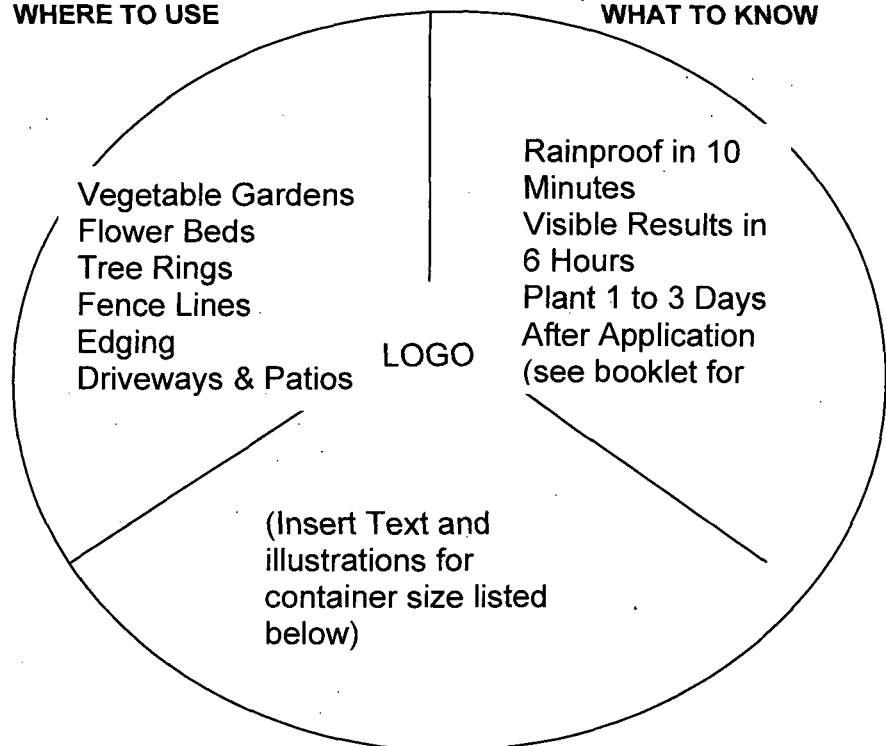 WHERE TO USE
WHAT TO KNOW
Vegetable Gardens
Flower Beds
Tree Rings
Fence Lines
Edging
Driveways & Patios
LOGO
Rainproof in 10
Minutes
Visible Results in
6 Hours
Plant 1 to 3 Days
After Application
(see booklet for
(Insert Text and
illustrations for
container size listed
below)